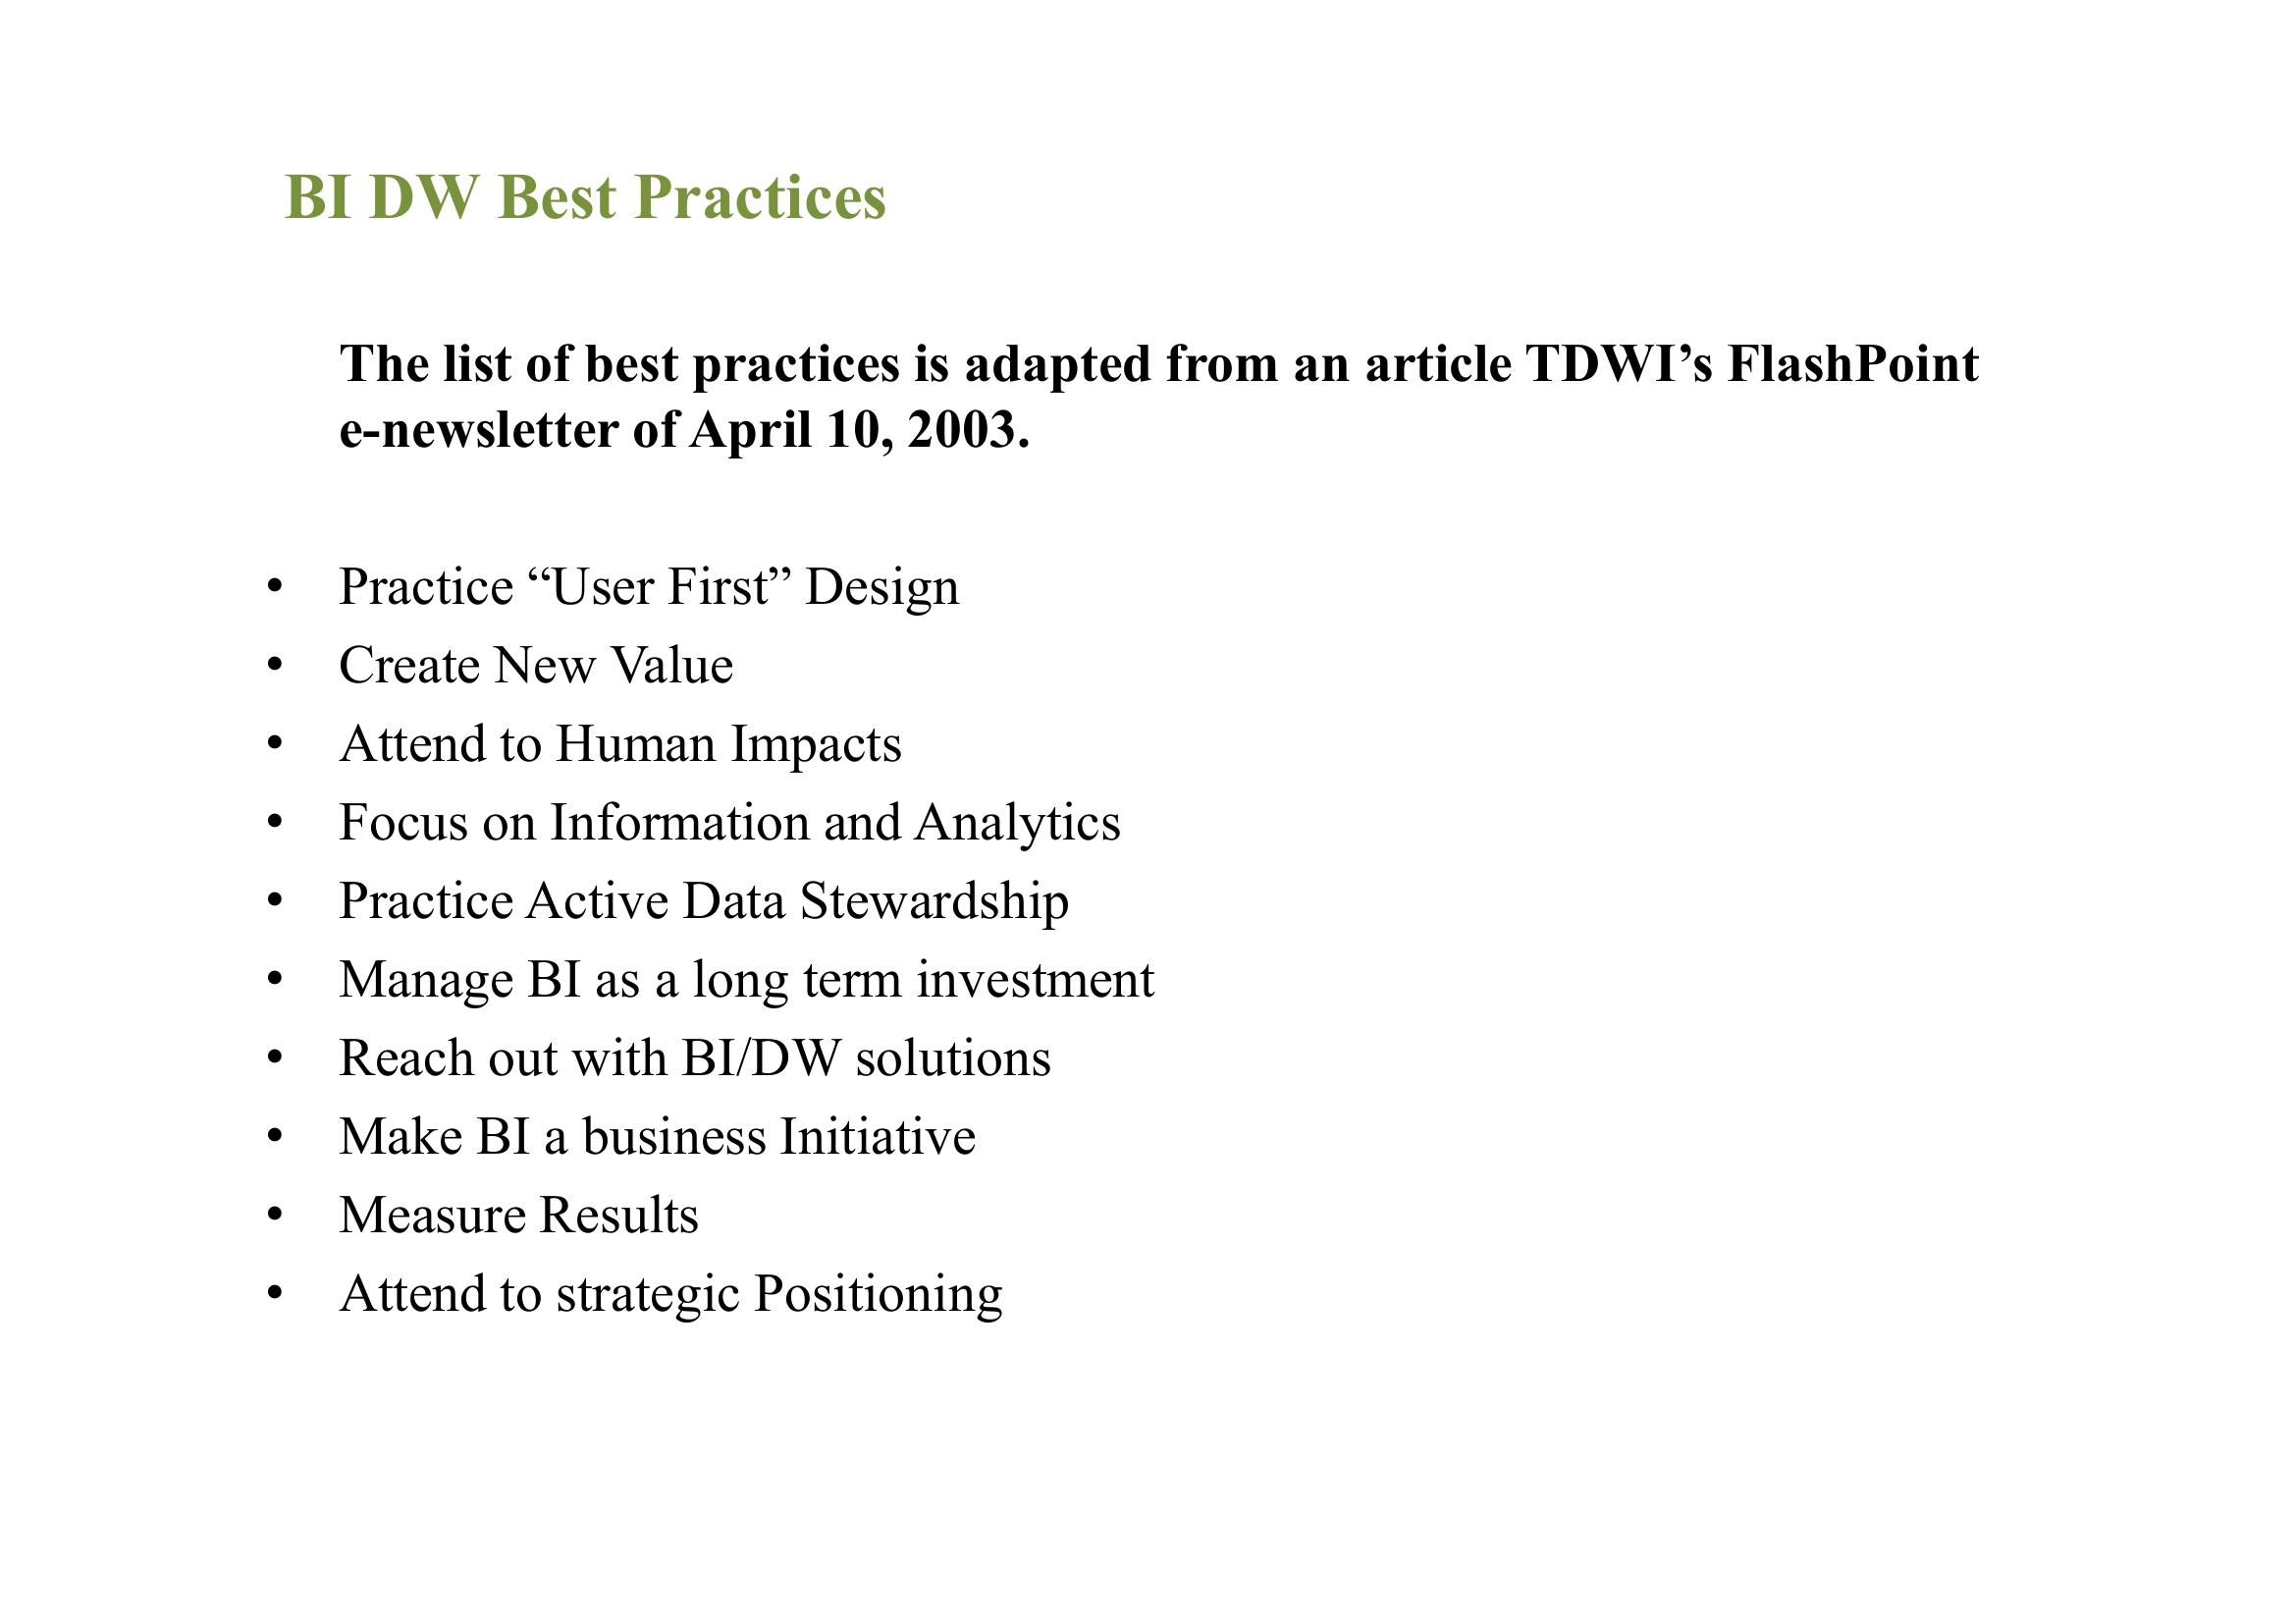 BI DW Best Practices
The list of best practices is adapted from an article TDWI’s FlashPoint
e-newsletter of April 10, 2003.
• Practice “User First” Design
• Create New Value
• Attend to Human Impacts
• Focus on Information and Analytics
• Practice Active Data Stewardship
• Manage BI as a long term investment
• Reach out with BI/DW solutions
• Make BI a business Initiative
• Measure Results
• Attend to strategic Positioning